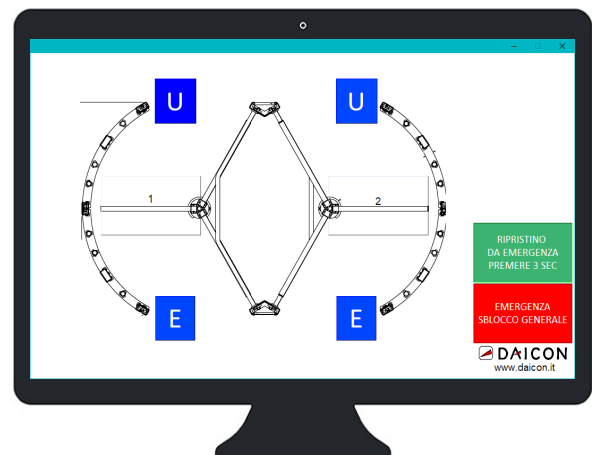 U
U
1
2
E
E
RIPRISTINO
DA EMERGENZA
PREMERE 3 SEC
EMERGENZA
SBLOCCO GENERALE
DAICON
www.daicon.it